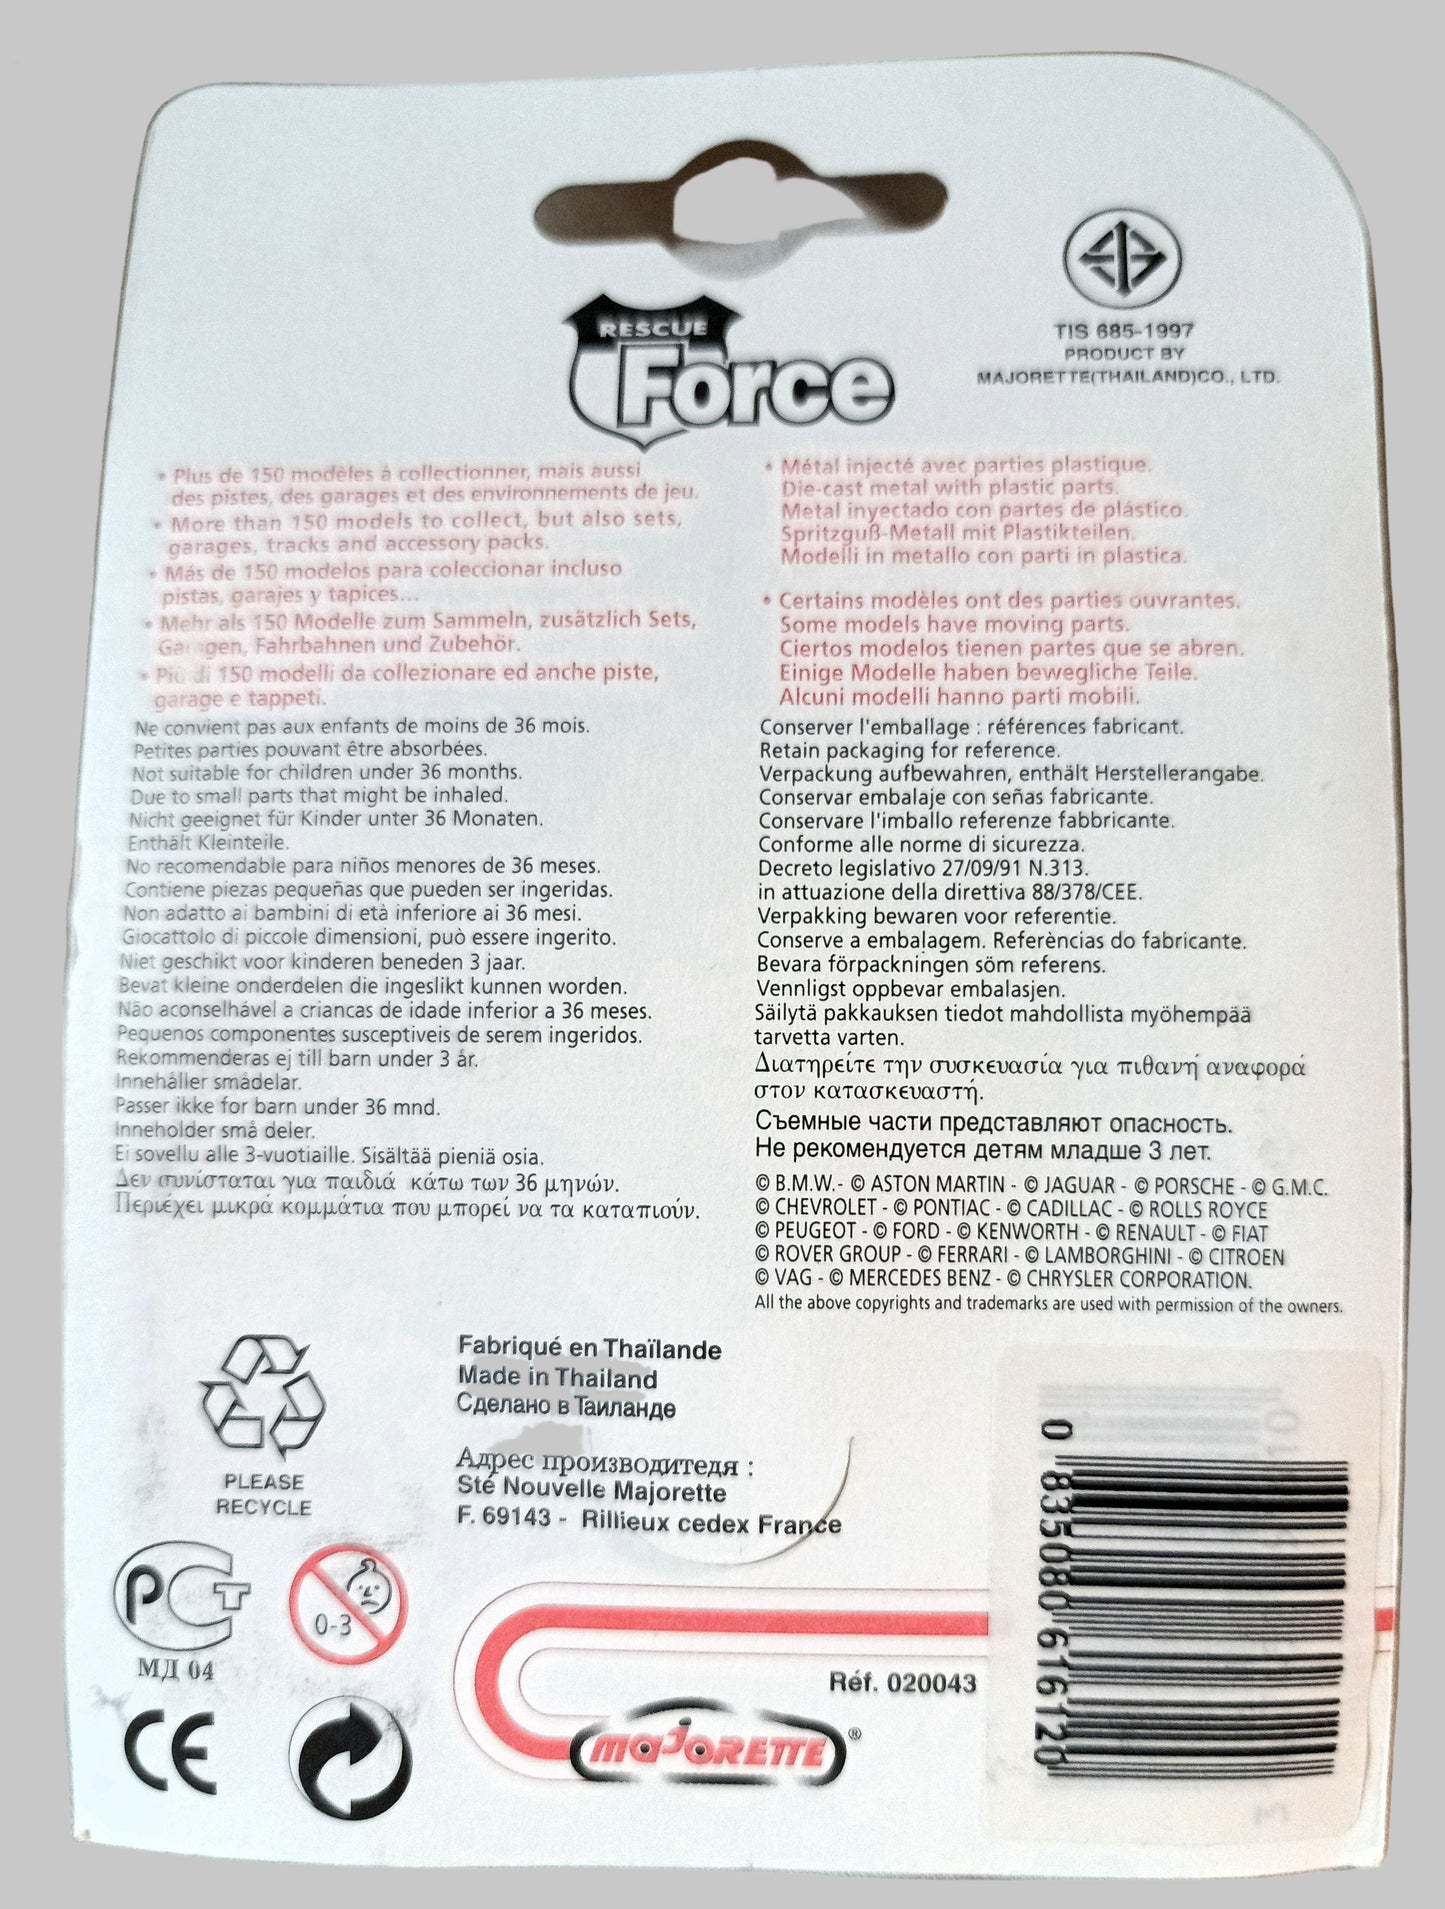 RESCUE
Force
TIS 685-1997
PRODUCT BY
MAJORETTE(THAILAND)CO., LTD.
• Plus de 150 modèles à collectionner, mais aussi
des pistes, des garages et des environnements de jeu.
• More than 150 models to collect, but also sets,
garages, tracks and accessory packs.
• Más de 150 modelos para coleccionar incluso
pistas, garajes y tapices...
• Mehr als 150 Modelle zum Sammeln, zusätzlich Sets,
Garagen, Fahrbahnen und Zubehör.
• Più di 150 modelli da collezionare ed anche piste,
garage e tappeti.
• Métal injecté avec parties plastique.
Die-cast metal with plastic parts.
Metal inyectado con partes de plástico.
Spritzguß-Metall mit Plastikteilen.
Modelli in metallo con parti in plastica.
• Certains modèles ont des parties ouvrantes.
Some models have moving parts.
Ciertos modelos tienen partes que se abren.
Einige Modelle haben bewegliche Teile.
Alcuni modelli hanno parti mobili.
Ne convient pas aux enfants de moins de 36 mois.
Petites parties pouvant être absorbées.
Not suitable for children under 36 months.
Due to small parts that might be inhaled.
Nicht geeignet für Kinder unter 36 Monaten.
Enthält Kleinteile.
No recomendable para niños menores de 36 meses.
Contiene piezas pequeñas que pueden ser ingeridas.
Non adatto ai bambini di età inferiore ai 36 mesi.
Giocattolo di piccole dimensioni, può essere ingerito.
Niet geschikt voor kinderen beneden 3 jaar.
Bevat kleine onderdelen die ingeslikt kunnen worden.
Não aconselhável a criancas de idade inferior a 36 meses.
Pequenos componentes susceptiveis de serem ingeridos.
Rekommenderas ej till barn under 3 år.
Innehåller smådelar.
Passer ikke for barn under 36 mnd.
Inneholder små deler.
Ei sovellu alle 3-vuotiaille. Sisältää pieniä osia.
Δεν συνίσταται για παιδιά κάτω των 36 μηνών.
Περιέχει μικρά κομμάτια που μπορεί να τα καταπιούν.
Conserver l'emballage : références fabricant.
Retain packaging for reference.
Verpackung aufbewahren, enthält Herstellerangabe.
Conservar embalaje con señas fabricante.
Conservare l'imballo referenze fabbricante.
Conforme alle norme di sicurezza.
Decreto legislativo 27/09/91 N.313.
in attuazione della direttiva 88/378/CEE.
Verpakking bewaren voor referentie.
Conserve a embalagem. Referèncias do fabricante.
Bevara förpackningen söm referens.
Vennligst oppbevar embalasjen.
Säilytä pakkauksen tiedot mahdollista myöhempää
tarvetta varten.
Διατηρείτε την συσκευασία για πιθανή αναφορά
στον κατασκευαστή.
Съемные части представляют опасность.
Не рекомендуется детям младше 3 лет.
© B.M.W.- © ASTON MARTIN - © JAGUAR - © PORSCHE - © G.M.C.
© CHEVROLET - © PONTIAC - © CADILLAC - © ROLLS ROYCE
© PEUGEOT - © FORD - © KENWORTH - © RENAULT - © FIAT
© ROVER GROUP - © FERRARI - © LAMBORGHINI - © CITROEN
© VAG - © MERCEDES BENZ - © CHRYSLER CORPORATION.
All the above copyrights and trademarks are used with permission of the owners.
PLEASE
RECYCLE
Fabriqué en Thaïlande
Made in Thailand
Сделано в Таиланде
Адрес производитедя :
Sté Nouvelle Majorette
F. 69143 - Rillieux cedex France
РСТ
МД 04
0-3
CE
Réf. 020043
MAJORETTE®
0 835080 616120